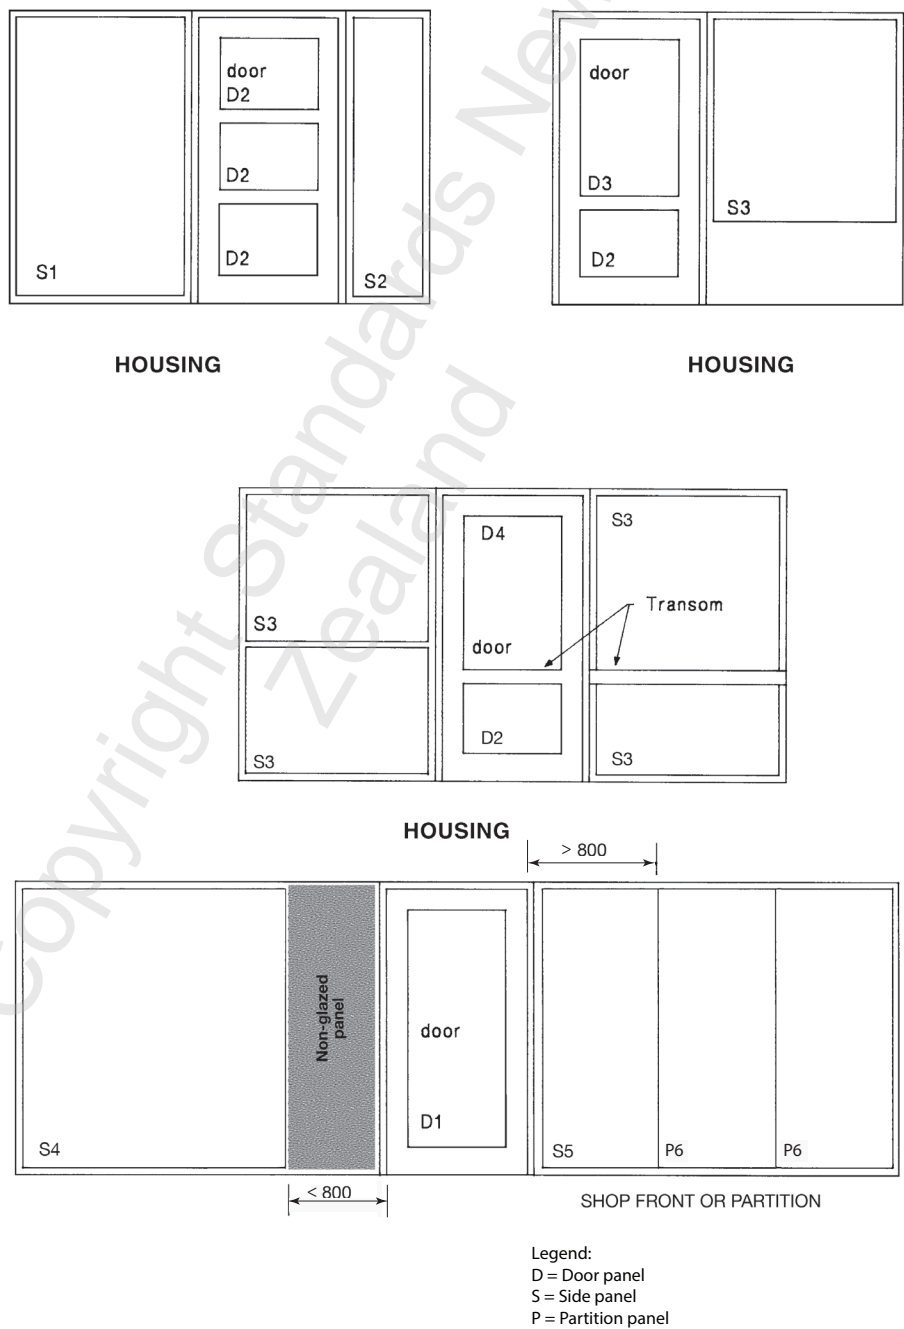 door
D2
D2
D2
S1
S2
HOUSING
door
D3
D2
S3
HOUSING
S3
S3
D4
door
D2
S3
Transom
S3
HOUSING
> 800
Non-glazed
panel
door
D1
S4
S5
P6
P6
< 800
SHOP FRONT OR PARTITION
Legend:
D = Door panel
S = Side panel
P = Partition panel
Copyright Standards New
Zealand